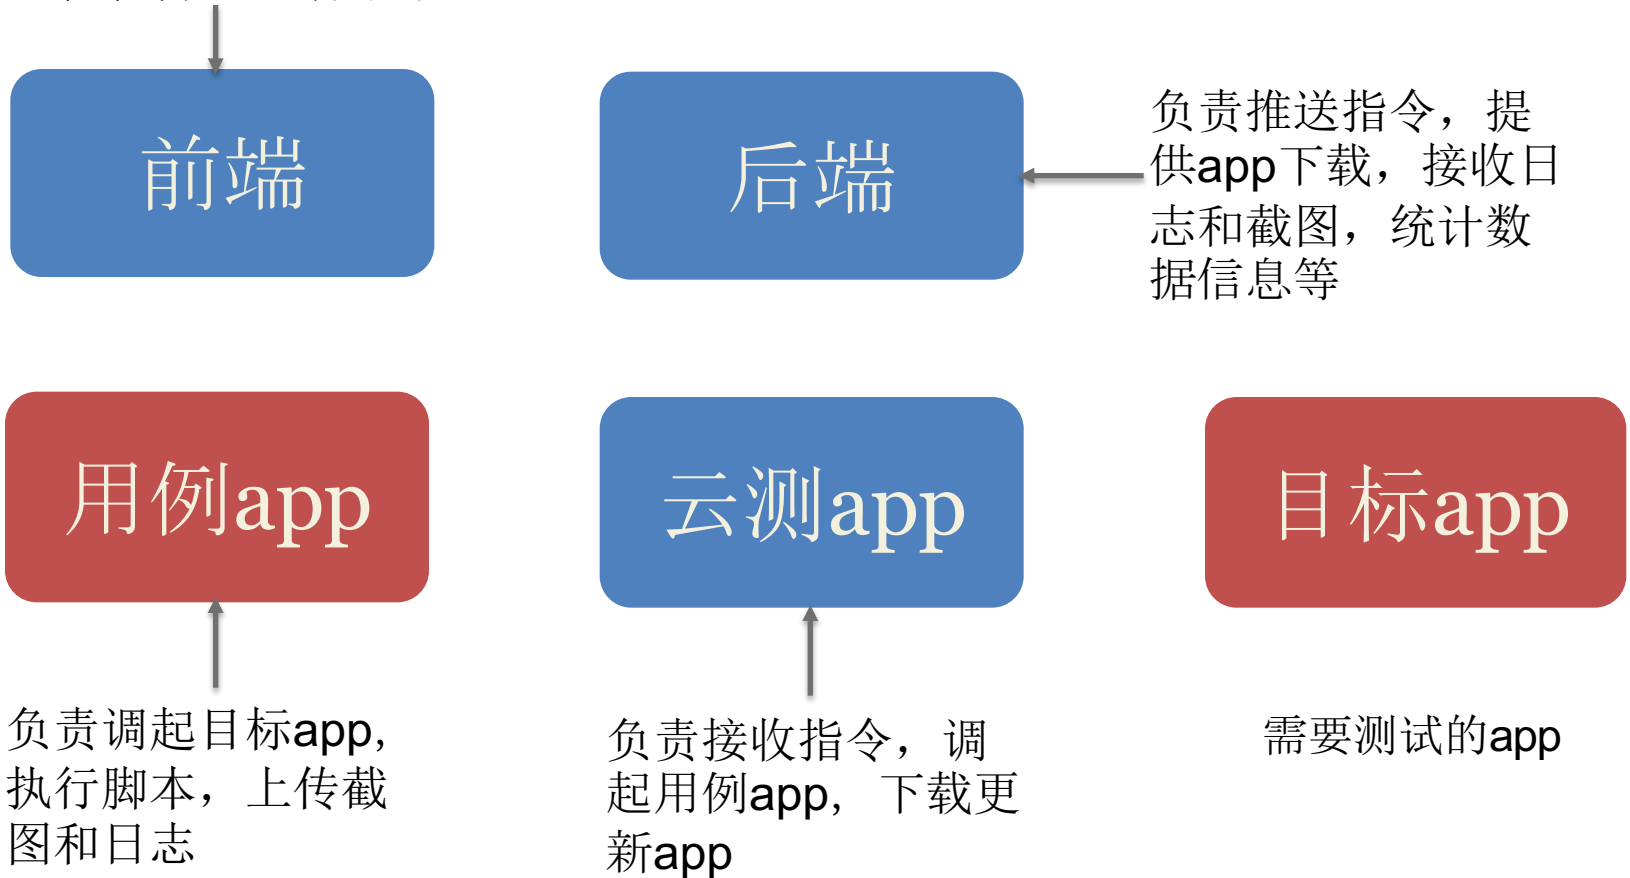 前端
后端
负责推送指令，提
供app下载，接收日
志和截图，统计数
据信息等
用例app
云测app
目标app
负责调起目标app,
执行脚本，上传截
图和日志
负责接收指令，调
起用例app，下载更
新app
需要测试的app